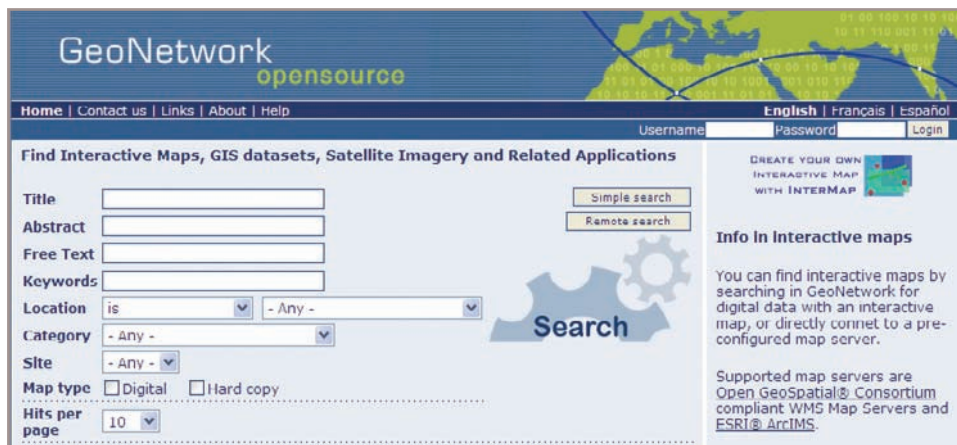 GeoNetwork
opensource
Home | Contact us | Links | About | Help
English | Français | Español
Username Password Login
Find Interactive Maps, GIS datasets, Satellite Imagery and Related Applications
Title
Simple search
Abstract
Remote search
Free Text
Keywords
Location is - Any -
Category - Any -
Site - Any -
Map type Digital Hard copy
Hits per
page 10
Search
CREATE YOUR OWN
INTERACTIVE MAP
WITH INTERMAP
Info in interactive maps
You can find interactive maps by
searching in GeoNetwork for
digital data with an interactive
map, or directly connet to a pre-
configured map server.
Supported map servers are
Open GeoSpatial® Consortium
compliant WMS Map Servers and
ESRI® ArcIMS.